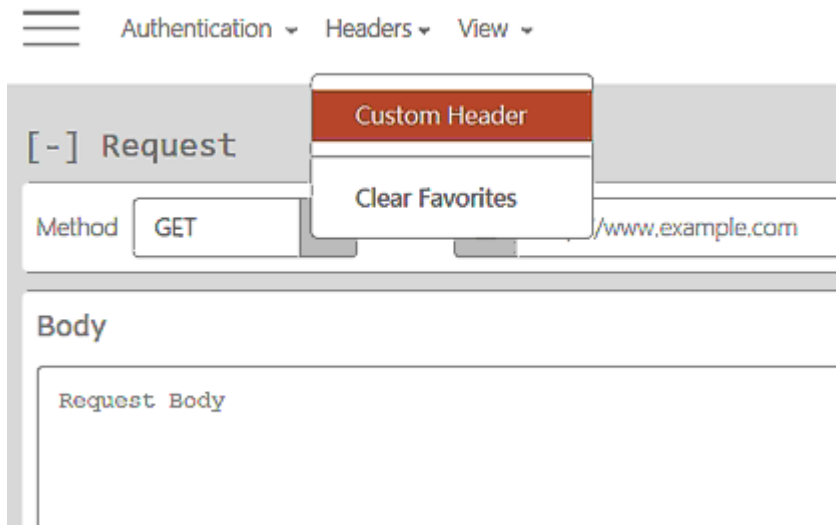 Authentication Headers View
Custom Header
[-] Request
Clear Favorites
Method GET /www.example.com
Body
Request Body